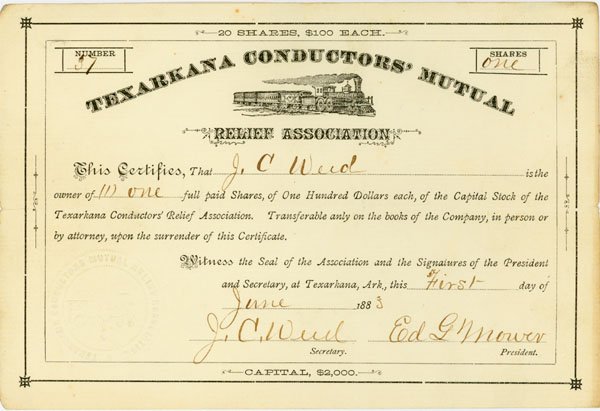 20 SHARES, $100 EACH.
NUMBER
37
SHARES
one
TEXARKANA CONDUCTORS' MUTUAL
RELIEF ASSOCIATION
This Certifies, That J. C. Weed is the
owner of (1) one full paid Shares, of One Hundred Dollars each, of the Capital Stock of the
Texarkana Conductors' Relief Association. Transferable only on the books of the Company, in person or
by attorney, upon the surrender of this Certificate.
Witness the Seal of the Association and the Signatures of the President
and Secretary, at Texarkana, Ark., this First day of
June 1883
J. C. Weed Ed G Mower
Secretary. President.
CAPITAL, $2,000.